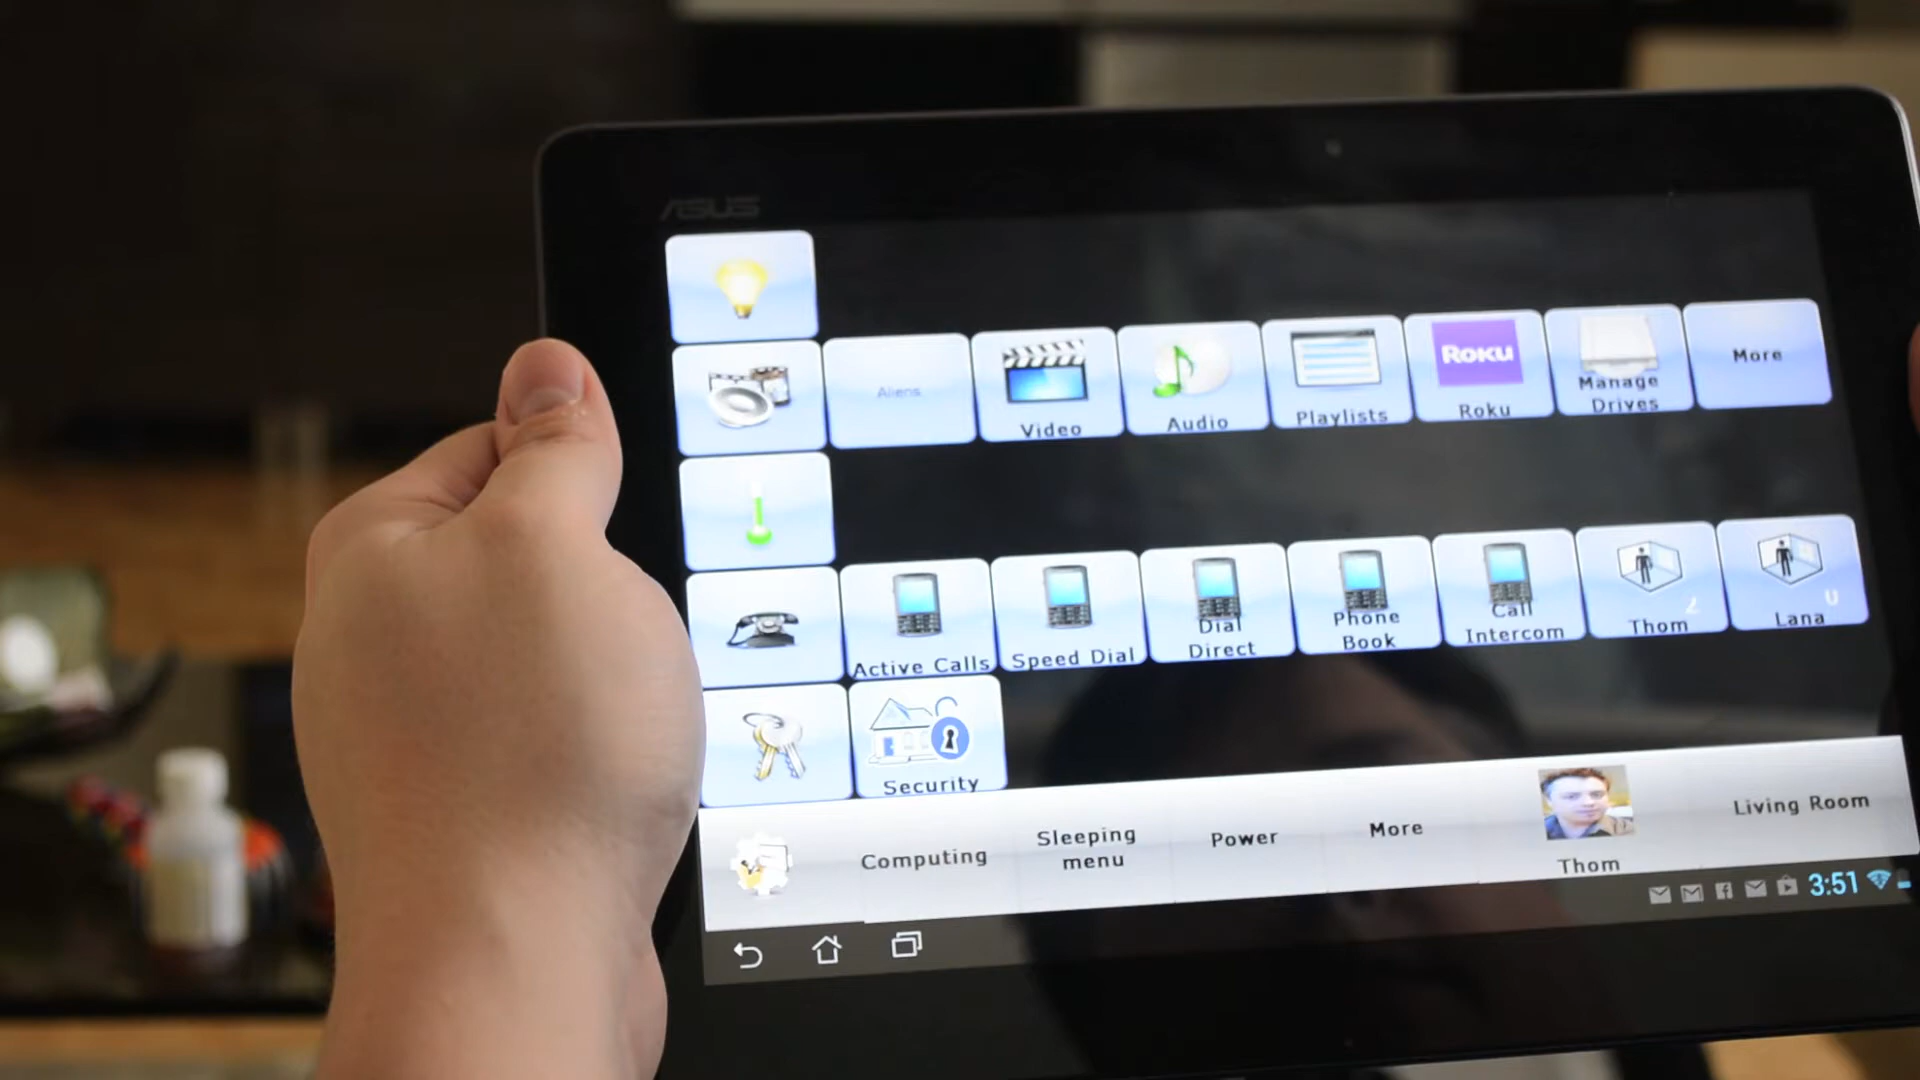 ASUS
Aliens
Video
Audio
Playlists
ROKU
Roku
Manage
Drives
More
Active Calls
Speed Dial
Dial
Direct
Phone
Book
Call
Intercom
Thom
Lana
Security
Computing
Sleeping
menu
Power
More
Thom
Living Room
3:51